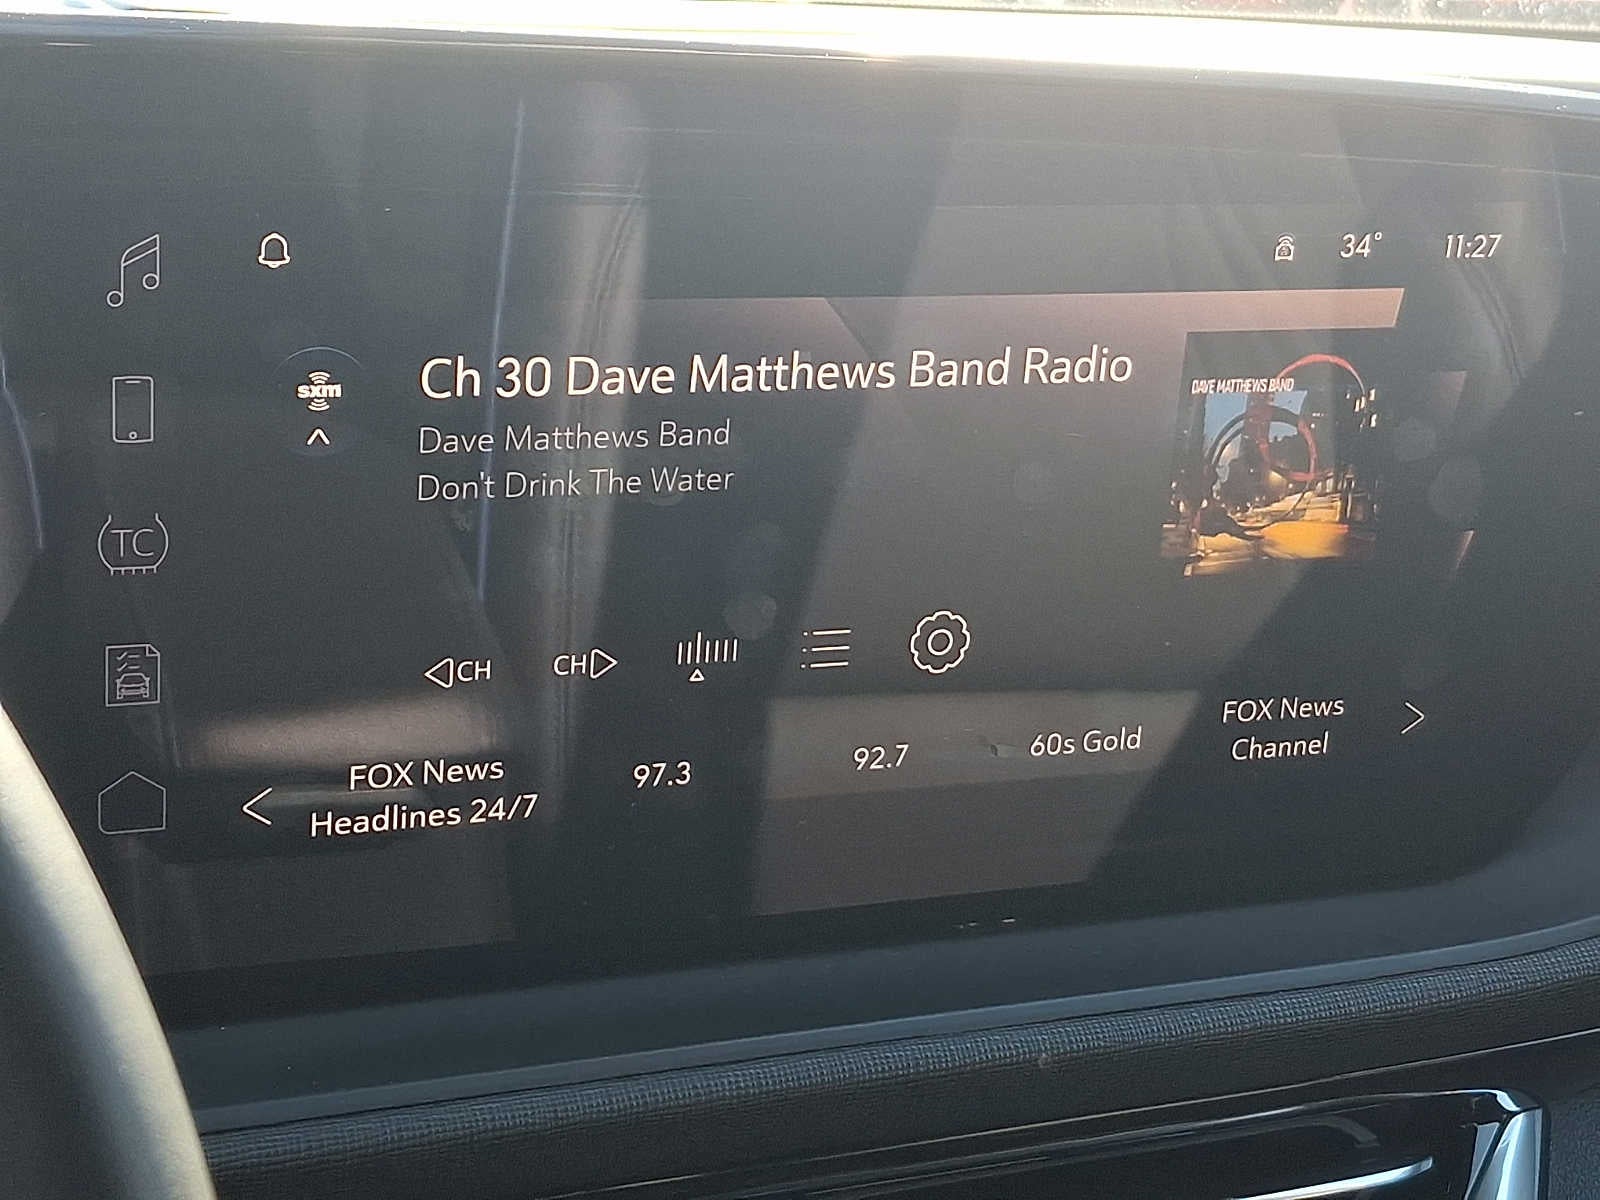 34° 11:27
sxm
Ch 30 Dave Matthews Band Radio
Dave Matthews Band
Don't Drink The Water
DAVE MATTHEWS BAND
TC
CH
CH
FOX News
Headlines 24/7
97.3
92.7
60s Gold
FOX News
Channel